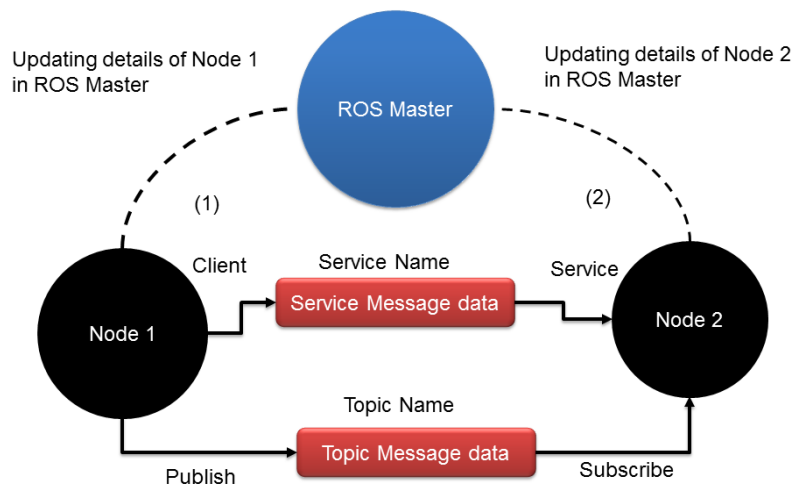 Updating details of Node 1
in ROS Master
Updating details of Node 2
in ROS Master
ROS Master
(1)
(2)
Client
Service Name
Service
Service Message data
Node 1
Node 2
Topic Name
Topic Message data
Publish
Subscribe